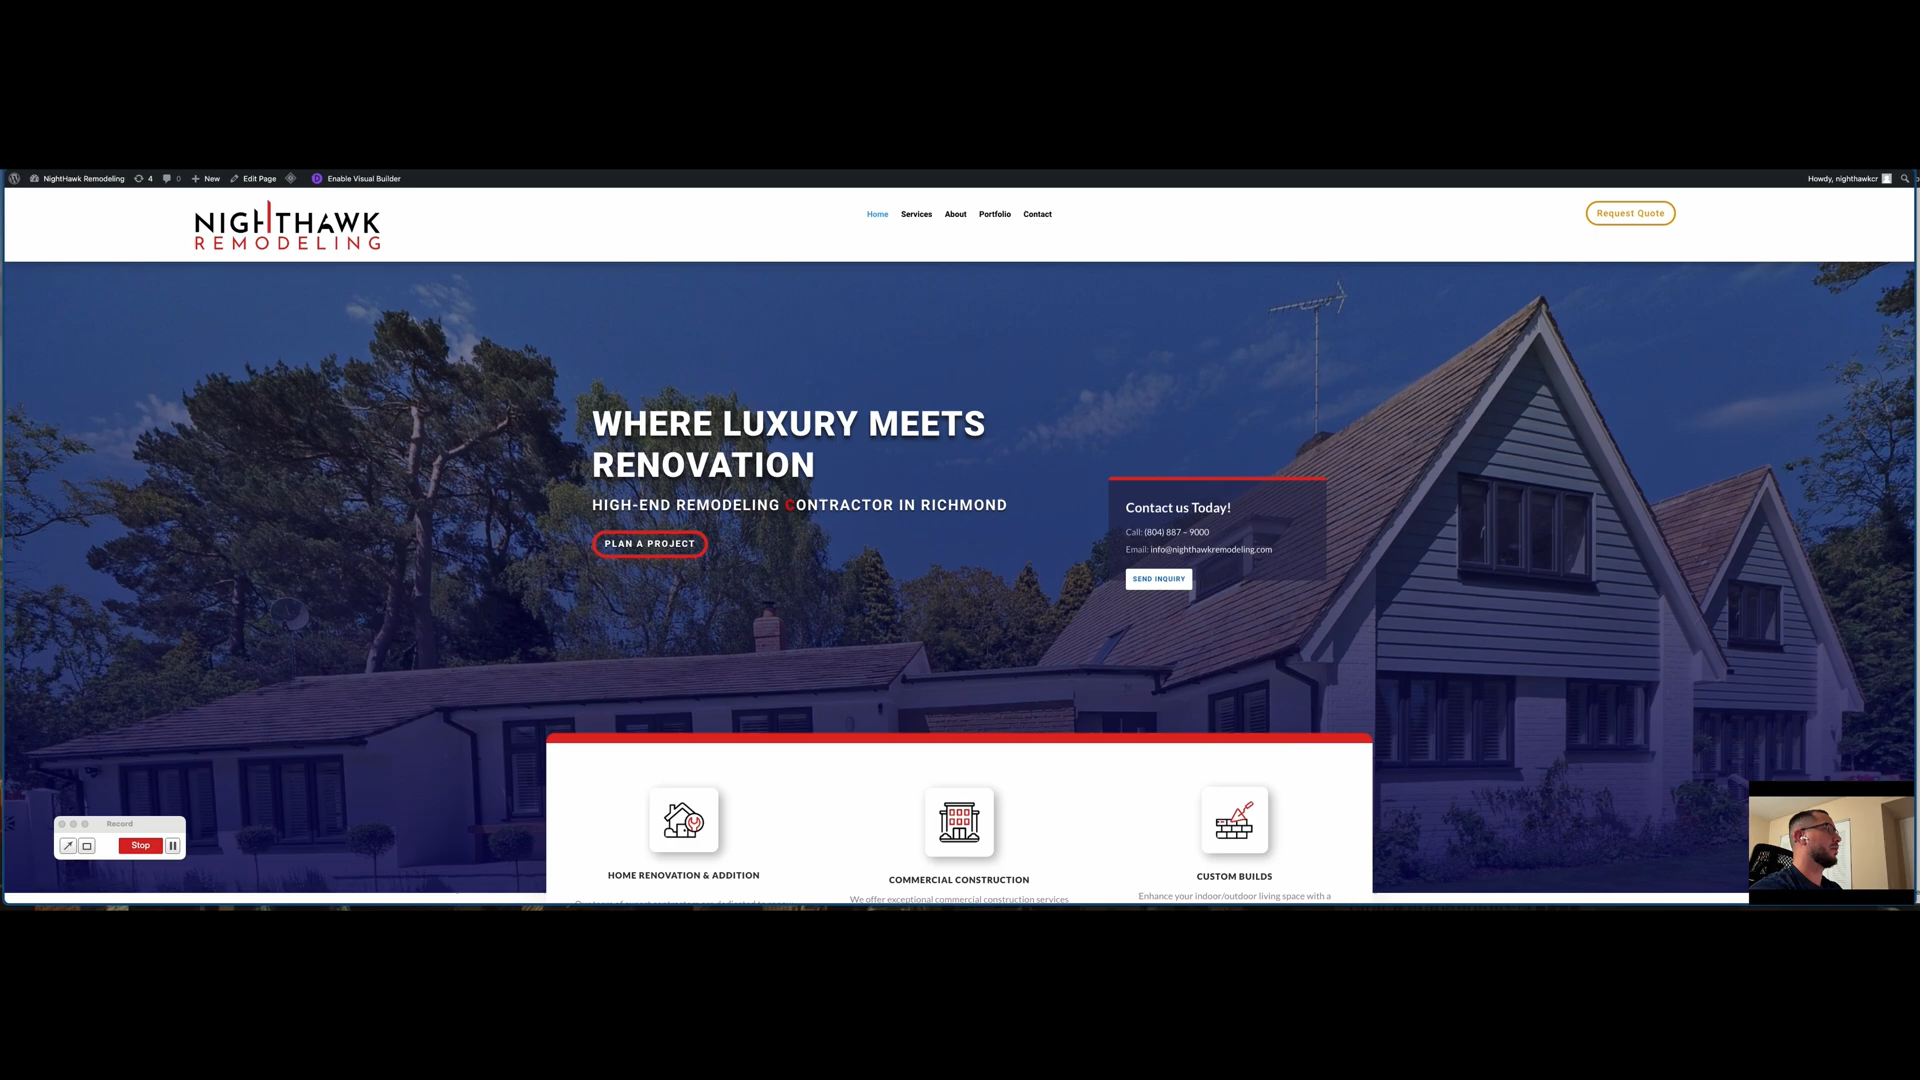 NightHawk Remodeling 4 0 New Edit Page Enable Visual Builder Howdy, nighthawkcr
NIGHTHAWK
REMODELING
Home Services About Portfolio Contact
Request Quote
WHERE LUXURY MEETS
RENOVATION
HIGH-END REMODELING CONTRACTOR IN RICHMOND
PLAN A PROJECT
Contact us Today!
Call: (804) 887 – 9000
Email: info@nighthawkremodeling.com
SEND INQUIRY
Record
Stop
HOME RENOVATION & ADDITION
COMMERCIAL CONSTRUCTION
CUSTOM BUILDS
We offer exceptional commercial construction services
Enhance your indoor/outdoor living space with a